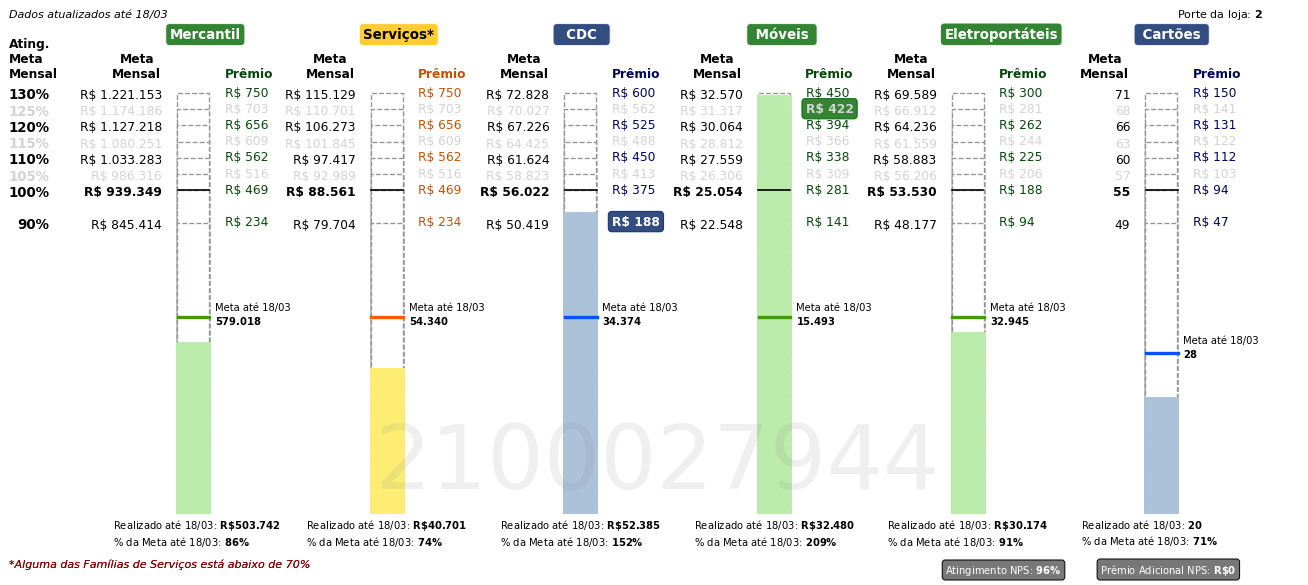 Dados atualizados até 18/03
Porte da loja: 2
Mercantil Serviços* CDC Móveis Eletroportáteis Cartões
Ating. Meta Mensal
Meta Mensal Prêmio Meta Mensal Prêmio Meta Mensal Prêmio Meta Mensal Prêmio Meta Mensal Prêmio Meta Mensal Prêmio
130% R$ 1.221.153 R$ 750 R$ 115.129 R$ 750 R$ 72.828 R$ 600 R$ 32.570 R$ 450 R$ 69.589 R$ 300 71 R$ 150
125% R$ 1.174.186 R$ 703 R$ 110.701 R$ 703 R$ 70.027 R$ 562 R$ 31.317 R$ 422 R$ 66.912 R$ 281 68 R$ 141
120% R$ 1.127.218 R$ 656 R$ 106.273 R$ 656 R$ 67.226 R$ 525 R$ 30.064 R$ 394 R$ 64.236 R$ 262 66 R$ 131
115% R$ 1.080.251 R$ 609 R$ 101.845 R$ 609 R$ 64.425 R$ 488 R$ 28.812 R$ 366 R$ 61.559 R$ 244 63 R$ 122
110% R$ 1.033.283 R$ 562 R$ 97.417 R$ 562 R$ 61.624 R$ 450 R$ 27.559 R$ 338 R$ 58.883 R$ 225 60 R$ 112
105% R$ 986.316 R$ 516 R$ 92.989 R$ 516 R$ 58.823 R$ 413 R$ 26.306 R$ 309 R$ 56.206 R$ 206 57 R$ 103
100% R$ 939.349 R$ 469 R$ 88.561 R$ 469 R$ 56.022 R$ 375 R$ 25.054 R$ 281 R$ 53.530 R$ 188 55 R$ 94
90% R$ 845.414 R$ 234 R$ 79.704 R$ 234 R$ 50.419 R$ 188 R$ 22.548 R$ 141 R$ 48.177 R$ 94 49 R$ 47
Meta até 18/03 Meta até 18/03 Meta até 18/03 Meta até 18/03 Meta até 18/03
579.018 54.340 34.374 15.493 32.945
Meta até 18/03
28
2100027944
Realizado até 18/03: R$503.742 Realizado até 18/03: R$40.701 Realizado até 18/03: R$52.385 Realizado até 18/03: R$32.480 Realizado até 18/03: R$30.174 Realizado até 18/03: 20
% da Meta até 18/03: 86% % da Meta até 18/03: 74% % da Meta até 18/03: 152% % da Meta até 18/03: 209% % da Meta até 18/03: 91% % da Meta até 18/03: 71%
*Alguma das Famílias de Serviços está abaixo de 70%
Atingimento NPS: 96% Prêmio Adicional NPS: R$0